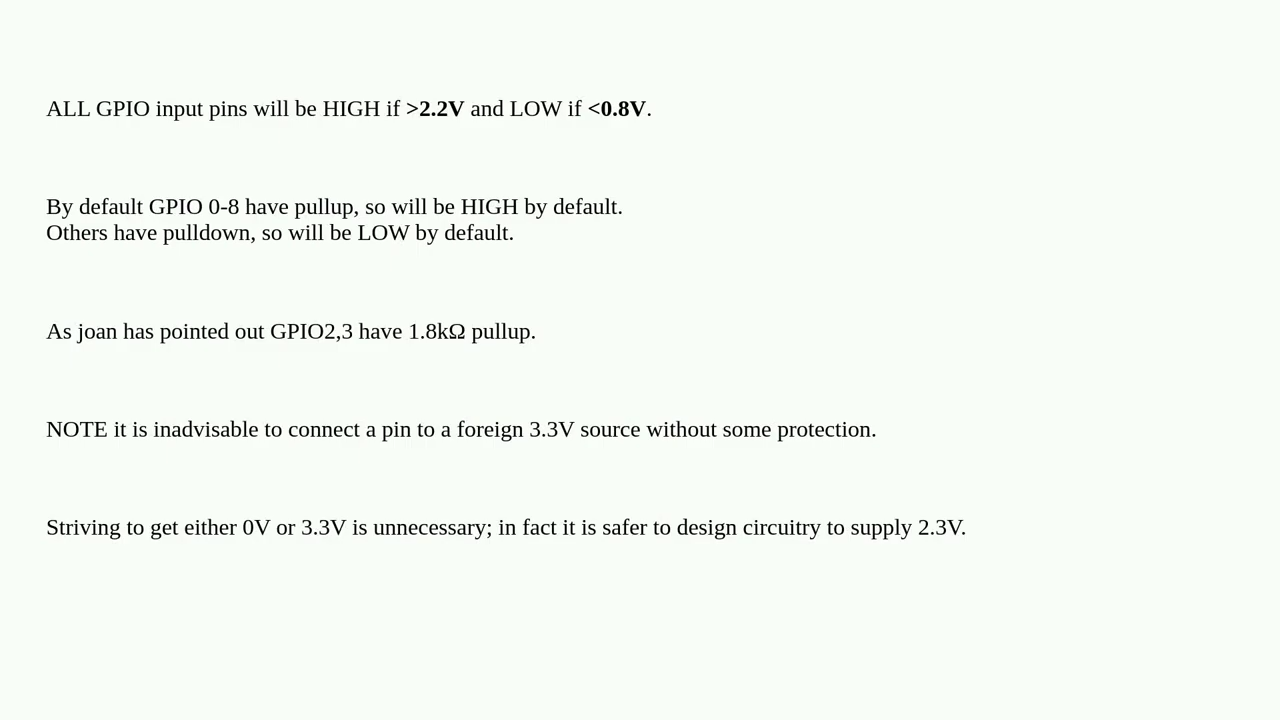 ALL GPIO input pins will be HIGH if >2.2V and LOW if <0.8V.
By default GPIO 0-8 have pullup, so will be HIGH by default.
Others have pulldown, so will be LOW by default.
As joan has pointed out GPIO2,3 have 1.8kΩ pullup.
NOTE it is inadvisable to connect a pin to a foreign 3.3V source without some protection.
Striving to get either 0V or 3.3V is unnecessary; in fact it is safer to design circuitry to supply 2.3V.